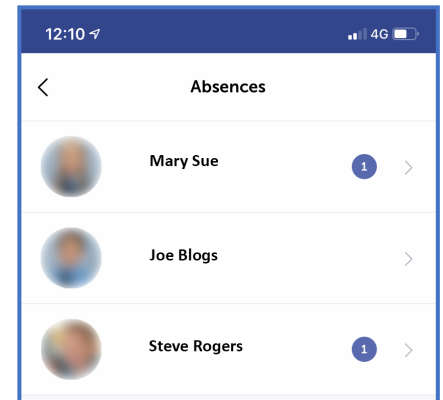 12:10 4G
Absences
Mary Sue 1
Joe Blogs
Steve Rogers 1